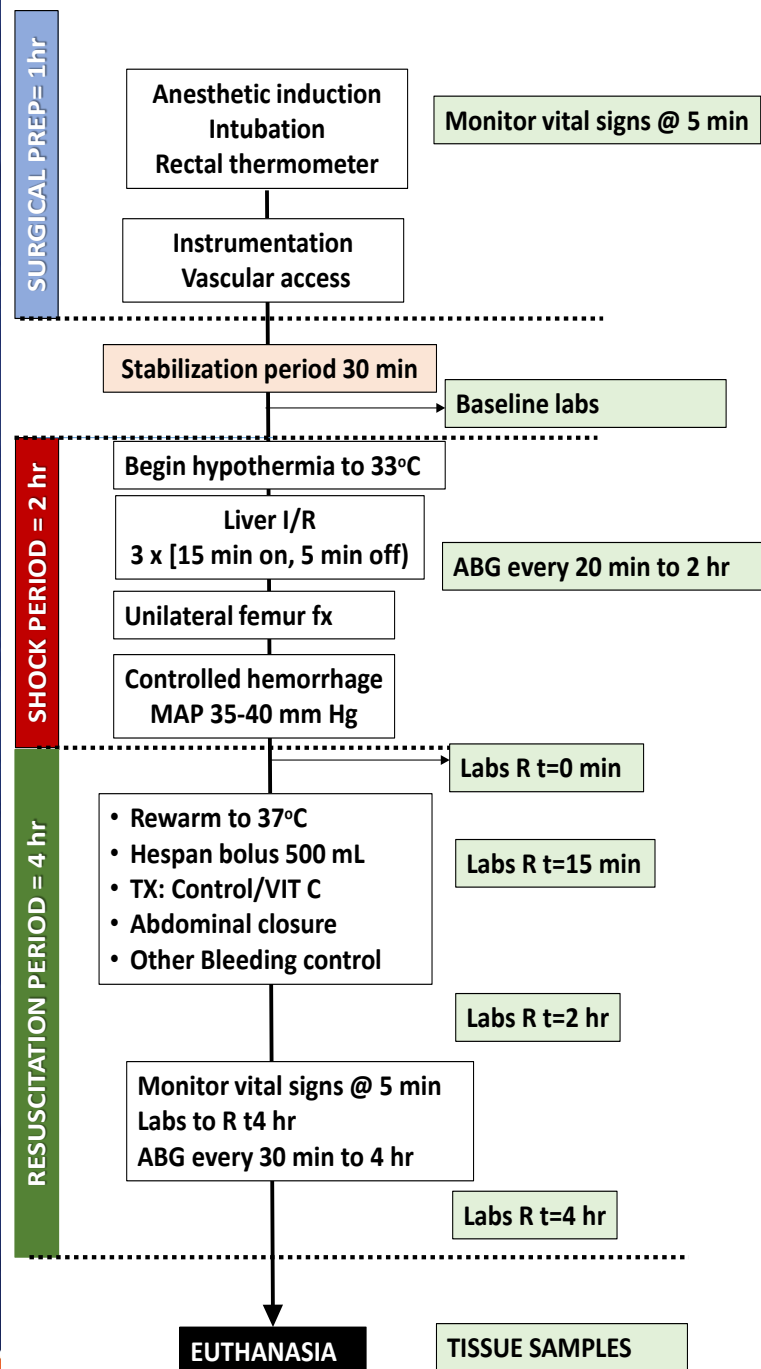 SURGICAL PREP= 1hr
Anesthetic induction
Intubation
Rectal thermometer
Monitor vital signs @ 5 min
Instrumentation
Vascular access
Stabilization period 30 min
Baseline labs
SHOCK PERIOD = 2 hr
Begin hypothermia to 33ºC
Liver I/R
3 x [15 min on, 5 min off)
ABG every 20 min to 2 hr
Unilateral femur fx
Controlled hemorrhage
MAP 35-40 mm Hg
RESUSCITATION PERIOD = 4 hr
Labs R t=0 min
• Rewarm to 37ºC
• Hespan bolus 500 mL
• TX: Control/VIT C
• Abdominal closure
• Other Bleeding control
Labs R t=15 min
Labs R t=2 hr
Monitor vital signs @ 5 min
Labs to R t4 hr
ABG every 30 min to 4 hr
Labs R t=4 hr
EUTHANASIA
TISSUE SAMPLES